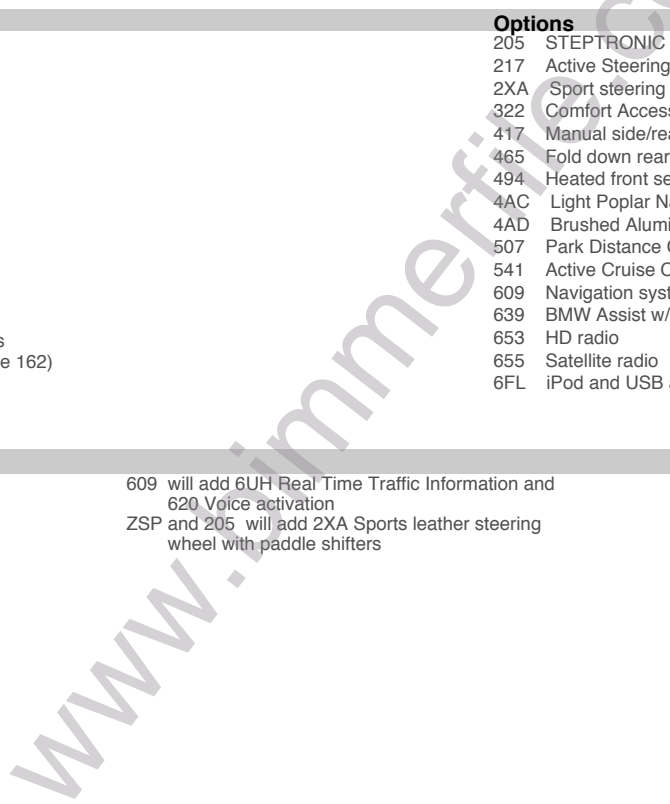 Options
205 STEPTRONIC
217 Active Steering
2XA Sport steering
322 Comfort Access
417 Manual side/rea
465 Fold down rear
494 Heated front se
4AC Light Poplar Na
4AD Brushed Alumi
507 Park Distance C
541 Active Cruise C
609 Navigation syst
639 BMW Assist w/
653 HD radio
655 Satellite radio
6FL iPod and USB a
s
e 162)
609 will add 6UH Real Time Traffic Information and
620 Voice activation
ZSP and 205 will add 2XA Sports leather steering
wheel with paddle shifters
www.bimmerfile.c